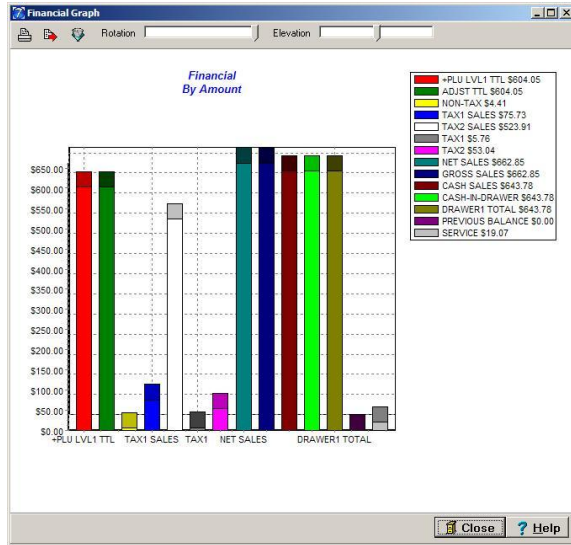 Financial Graph
Rotation
Elevation
Financial
By Amount
+PLU LVL1 TTL $604.05
ADJST TTL $604.05
NON-TAX $4.41
TAX1 SALES $75.73
TAX2 SALES $523.91
TAX1 $5.76
TAX2 $53.04
NET SALES $662.85
GROSS SALES $662.85
CASH SALES $643.78
CASH-IN-DRAWER $643.78
DRAWER1 TOTAL $643.78
PREVIOUS BALANCE $0.00
SERVICE $19.07
$650.00
$600.00
$550.00
$500.00
$450.00
$400.00
$350.00
$300.00
$250.00
$200.00
$150.00
$100.00
$50.00
$0.00
+PLU LVL1 TTL TAX1 SALES TAX1 NET SALES DRAWER1 TOTAL
Close
? Help